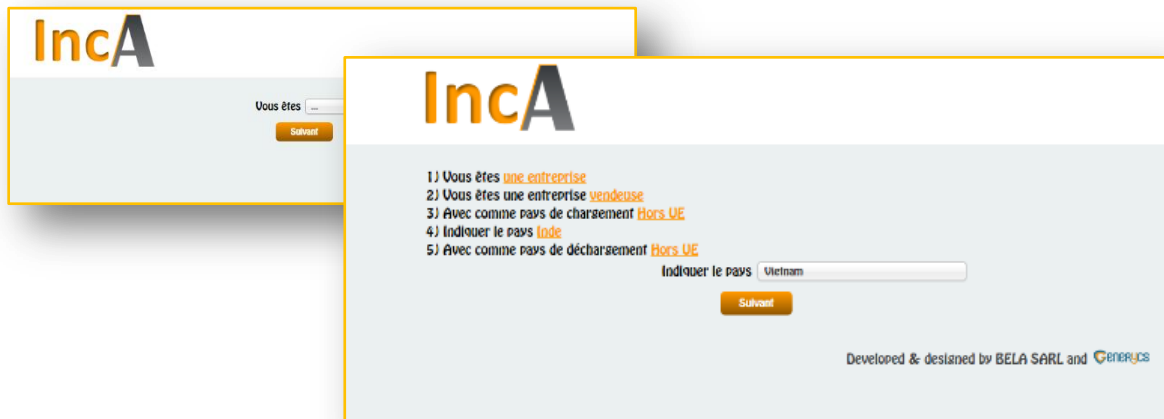 IncA
Vous êtes ...
Suivant
IncA
1) Vous êtes une entreprise
2) Vous êtes une entreprise vendeuse
3) Avec comme pays de chargement Hors UE
4) Indiquer le pays Inde
5) Avec comme pays de déchargement Hors UE
Indiquer le pays Vietnam
Suivant
Developed & designed by BELA SARL and Generycs